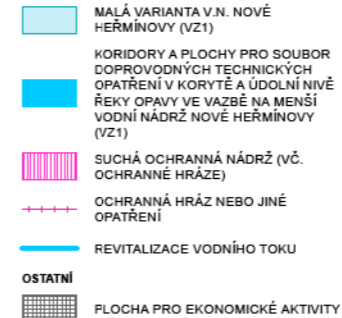 MALÁ VARIANTA V.N. NOVÉ
HEŘMÍNOVY (VZ1)
KORIDORY A PLOCHY PRO SOUBOR
DOPROVODNÝCH TECHNICKÝCH
OPATŘENÍ V KORYTĚ A ÚDOLNÍ NIVĚ
ŘEKY OPAVY VE VAZBĚ NA MENŠÍ
VODNÍ NÁDRŽ NOVÉ HEŘMÍNOVY
(VZ1)
SUCHÁ OCHRANNÁ NÁDRŽ (VČ.
OCHRANNÉ HRÁZE)
OCHRANNÁ HRÁZ NEBO JINÉ
OPATŘENÍ
REVITALIZACE VODNÍHO TOKU
OSTATNÍ
PLOCHA PRO EKONOMICKÉ AKTIVITY